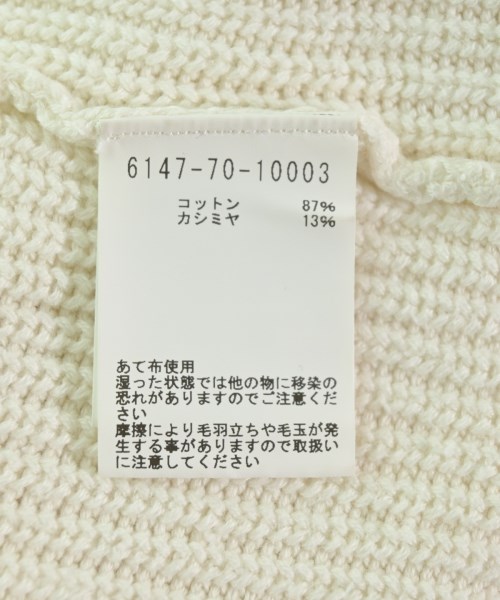 6147-70-10003
コットン 87%
カシミヤ 13%
あて布使用
湿った状態では他の物に移染の
恐れがありますのでご注意くだ
さい
摩擦により毛羽立ちや毛玉が発
生する事がありますので取扱い
に注意してください